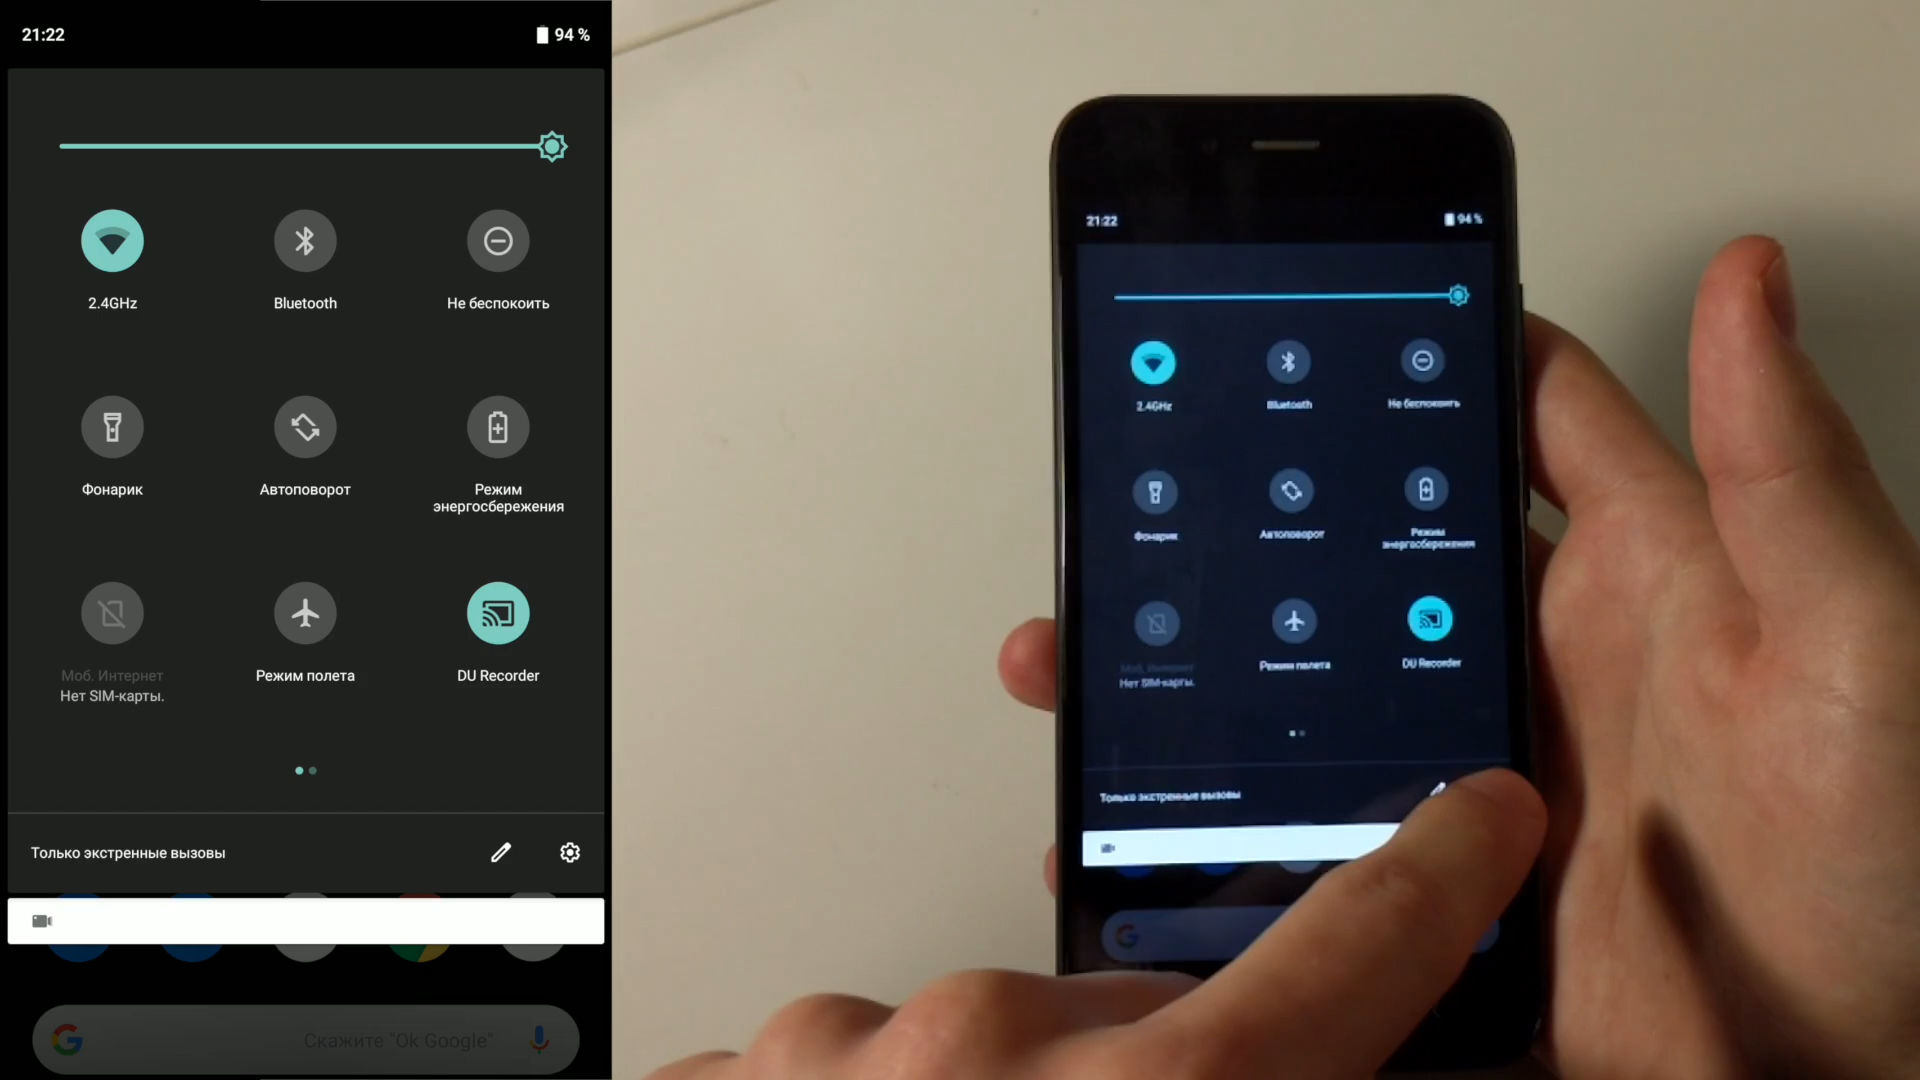 21:22
94 %
2.4GHz
Bluetooth
Не беспокоить
Фонарик
Автоповорот
Режим
энергосбережения
Моб. Интернет
Нет SIM-карты.
Режим полета
DU Recorder
Только экстренные вызовы
Скажите "Ok Google"
21:22
94 %
2.4GHz
Bluetooth
Не беспокоить
Фонарик
Автоповорот
Режим
энергосбережения
Моб. Интернет
Нет SIM-карты.
Режим полета
DU Recorder
Только экстренные вызовы